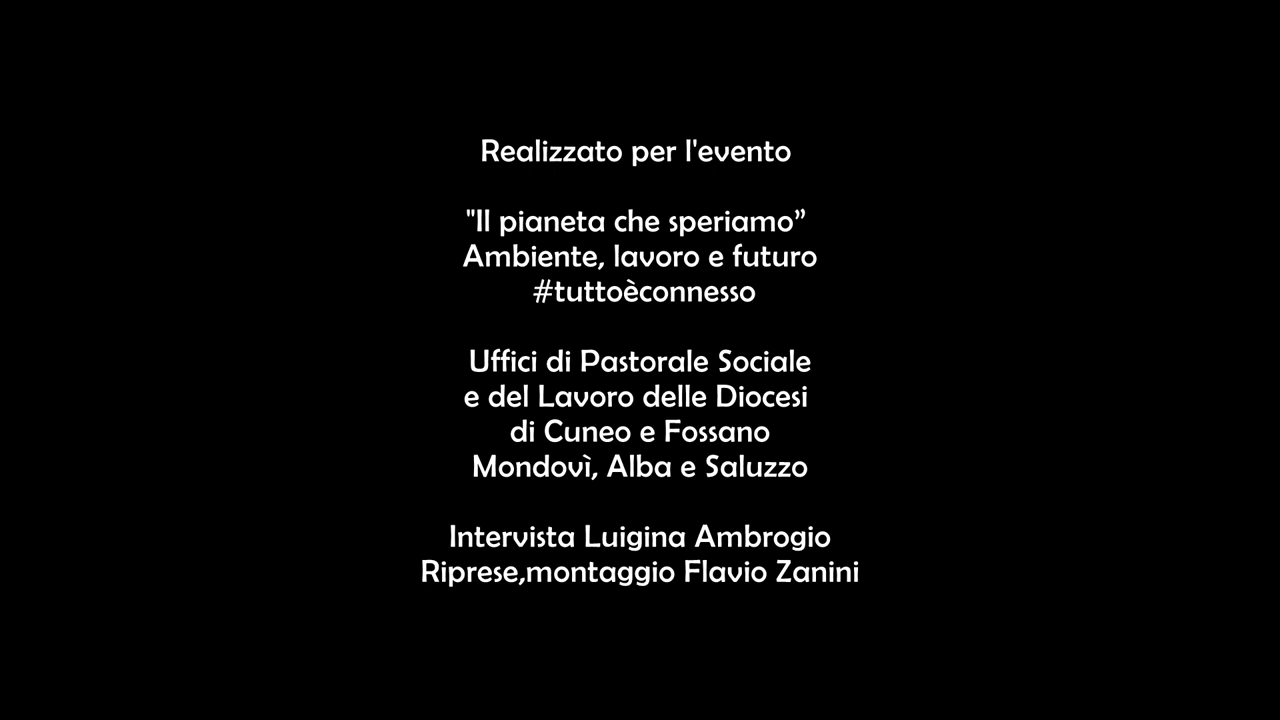 Realizzato per l'evento
"Il pianeta che speriamo”
Ambiente, lavoro e futuro
#tuttoèconnesso
Uffici di Pastorale Sociale
e del Lavoro delle Diocesi
di Cuneo e Fossano
Mondovì, Alba e Saluzzo
Intervista Luigina Ambrogio
Riprese,montaggio Flavio Zanini